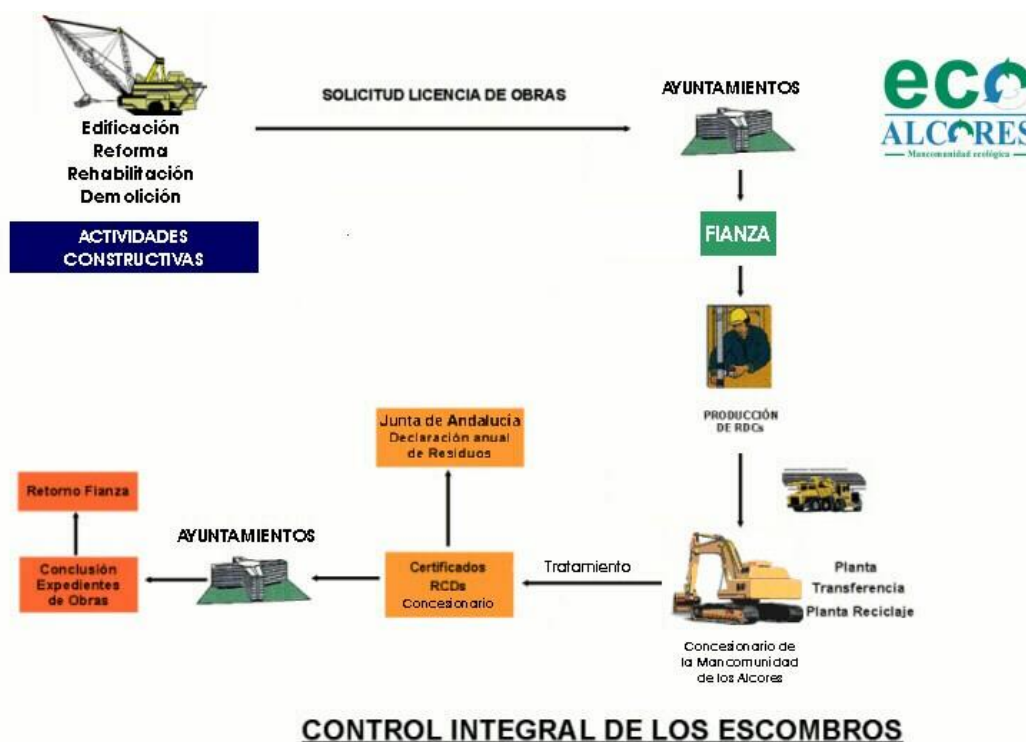 SOLICITUD LICENCIA DE OBRAS
AYUNTAMIENTOS
eco
ALCORES
Mancomunidad ecológica
Edificación
Reforma
Rehabilitación
Demolición
ACTIVIDADES
CONSTRUCTIVAS
FIANZA
PRODUCCIÓN
DE RDCs
Junta de Andalucía
Declaración anual
de Residuos
Retorno Fianza
AYUNTAMIENTOS
Conclusión
Expedientes
de Obras
Certificados
RCDs
Concesionario
Tratamiento
Planta
Transferencia
Planta Reciclaje
Concesionario de
la Mancomunidad
de los Alcores
CONTROL INTEGRAL DE LOS ESCOMBROS